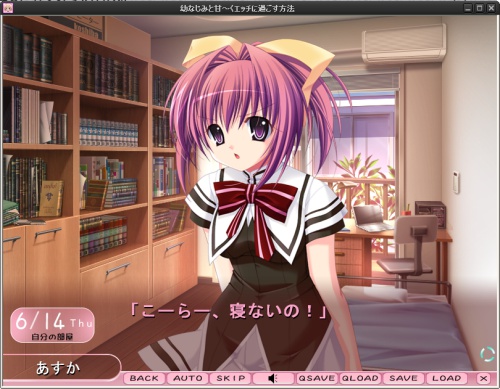 幼なじみと甘~くエッチに過ごす方法
「こーらー、寝ないの！」
6/14 Thu
自分の部屋
あすか
BACK AUTO SKIP QSAVE QLOAD SAVE LOAD